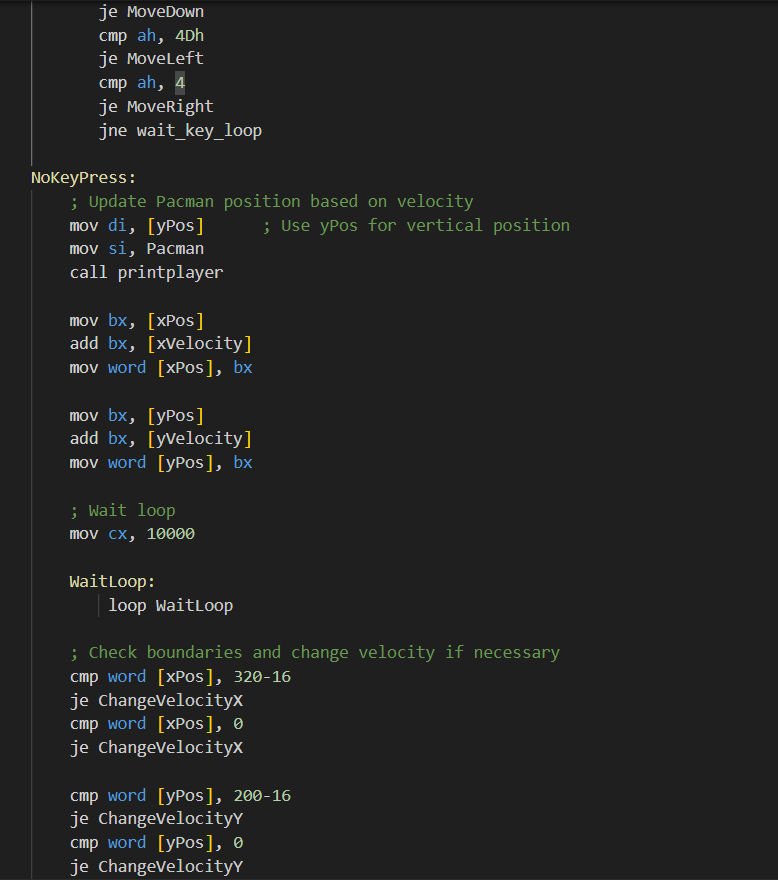 je MoveDown
cmp ah, 4Dh
je MoveLeft
cmp ah, 4
je MoveRight
jne wait_key_loop
NoKeyPress:
; Update Pacman position based on velocity
mov di, [yPos]      ; Use yPos for vertical position
mov si, Pacman
call printplayer
mov bx, [xPos]
add bx, [xVelocity]
mov word [xPos], bx
mov bx, [yPos]
add bx, [yVelocity]
mov word [yPos], bx
; Wait loop
mov cx, 10000
WaitLoop:
loop WaitLoop
; Check boundaries and change velocity if necessary
cmp word [xPos], 320-16
je ChangeVelocityX
cmp word [xPos], 0
je ChangeVelocityX
cmp word [yPos], 200-16
je ChangeVelocityY
cmp word [yPos], 0
je ChangeVelocityY